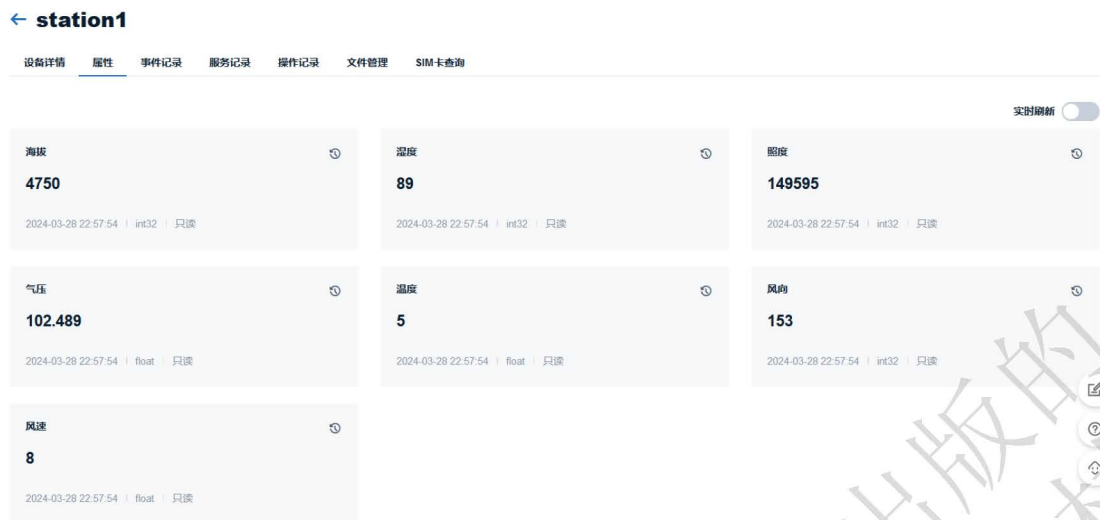 ← station1
设备详情 属性 事件记录 服务记录 操作记录 文件管理 SIM卡查询
实时刷新
海拔 湿度 照度
4750 89 149595
2024-03-28 22:57:54 | int32 | 只读 2024-03-28 22:57:54 | int32 | 只读 2024-03-28 22:57:54 | int32 | 只读
气压 温度 风向
102.489 5 153
2024-03-28 22:57:54 | float | 只读 2024-03-28 22:57:54 | float | 只读 2024-03-28 22:57:54 | int32 | 只读
风速
8
2024-03-28 22:57:54 | float | 只读
出版的